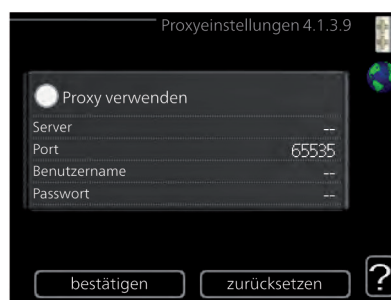 Proxyeinstellungen 4.1.3.9
Proxy verwenden
Server --
Port 65535
Benutzername --
Passwort --
bestätigen zurücksetzen ?